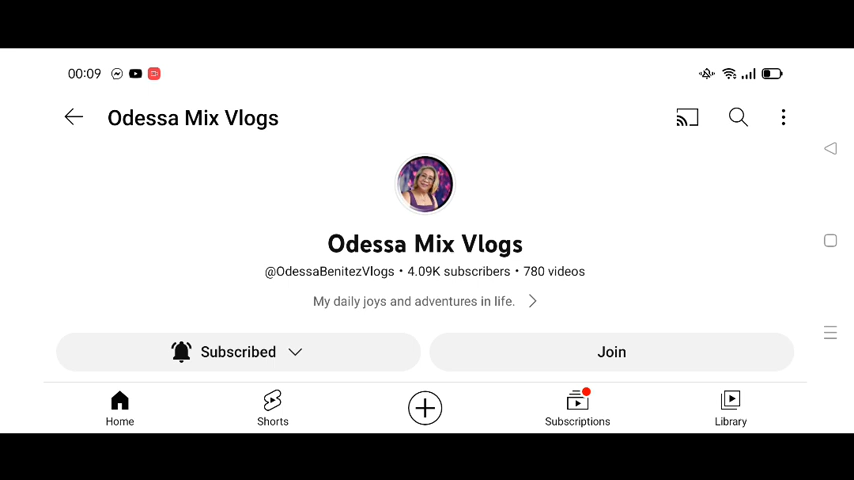 00:09
Odessa Mix Vlogs
Odessa Mix Vlogs
@OdessaBenitezVlogs • 4.09K subscribers • 780 videos
My daily joys and adventures in life.
Subscribed
Join
Home
Shorts
Subscriptions
Library